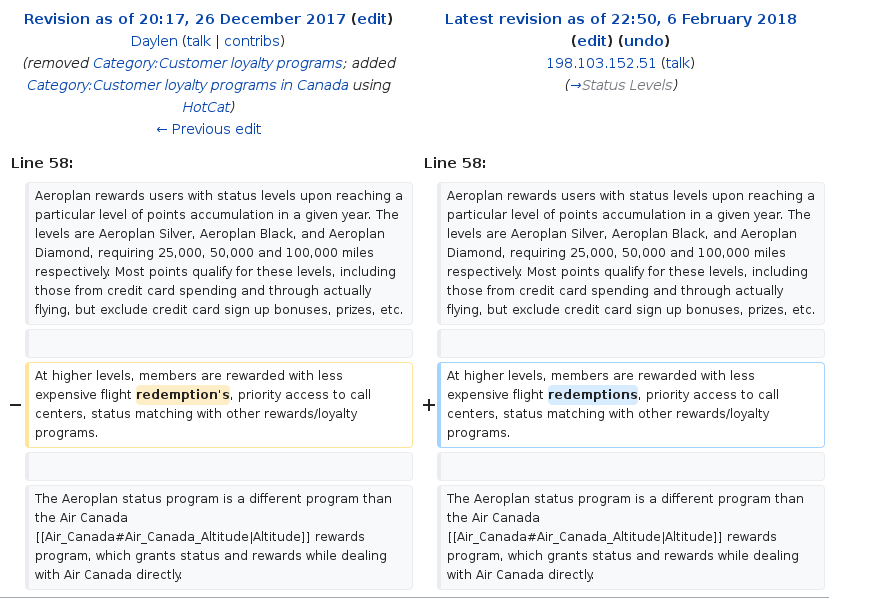 Revision as of 20:17, 26 December 2017 (edit)
Daylen (talk | contribs)
(removed Category:Customer loyalty programs; added
Category:Customer loyalty programs in Canada using
HotCat)
← Previous edit
Latest revision as of 22:50, 6 February 2018
(edit) (undo)
198.103.152.51 (talk)
(→Status Levels)
Line 58:
Line 58:
Aeroplan rewards users with status levels upon reaching a
particular level of points accumulation in a given year. The
levels are Aeroplan Silver, Aeroplan Black, and Aeroplan
Diamond, requiring 25,000, 50,000 and 100,000 miles
respectively. Most points qualify for these levels, including
those from credit card spending and through actually
flying, but exclude credit card sign up bonuses, prizes, etc.
Aeroplan rewards users with status levels upon reaching a
particular level of points accumulation in a given year. The
levels are Aeroplan Silver, Aeroplan Black, and Aeroplan
Diamond, requiring 25,000, 50,000 and 100,000 miles
respectively. Most points qualify for these levels, including
those from credit card spending and through actually
flying, but exclude credit card sign up bonuses, prizes, etc.
− At higher levels, members are rewarded with less
expensive flight redemption's, priority access to call
centers, status matching with other rewards/loyalty
programs.
+ At higher levels, members are rewarded with less
expensive flight redemptions, priority access to call
centers, status matching with other rewards/loyalty
programs.
The Aeroplan status program is a different program than
the Air Canada
[[Air_Canada#Air_Canada_Altitude|Altitude]] rewards
program, which grants status and rewards while dealing
with Air Canada directly.
The Aeroplan status program is a different program than
the Air Canada
[[Air_Canada#Air_Canada_Altitude|Altitude]] rewards
program, which grants status and rewards while dealing
with Air Canada directly.